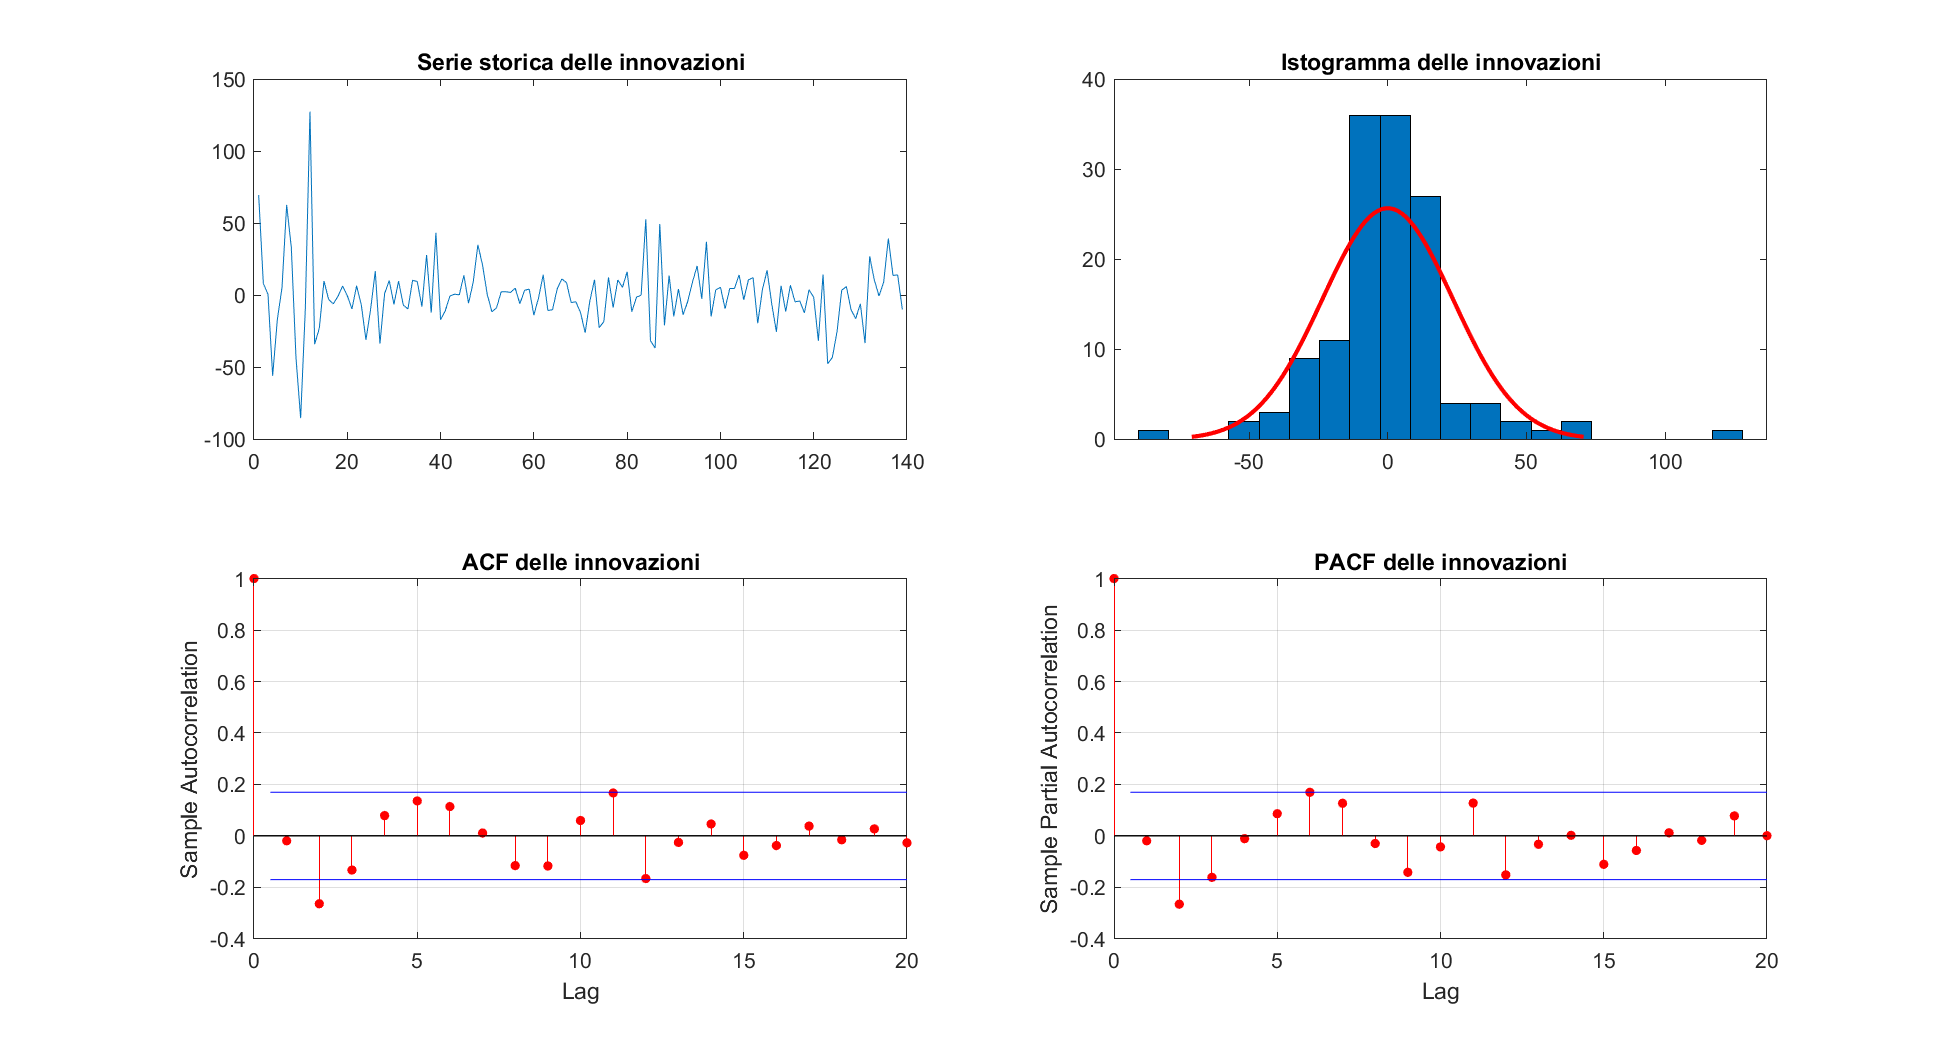 Serie storica delle innovazioni
150
100
50
0
-50
-100
0 20 40 60 80 100 120 140
Istogramma delle innovazioni
40
30
20
10
0
-50 0 50 100
ACF delle innovazioni
Sample Autocorrelation
1
0.8
0.6
0.4
0.2
0
-0.2
-0.4
0 5 10 15 20
Lag
PACF delle innovazioni
Sample Partial Autocorrelation
1
0.8
0.6
0.4
0.2
0
-0.2
-0.4
0 5 10 15 20
Lag